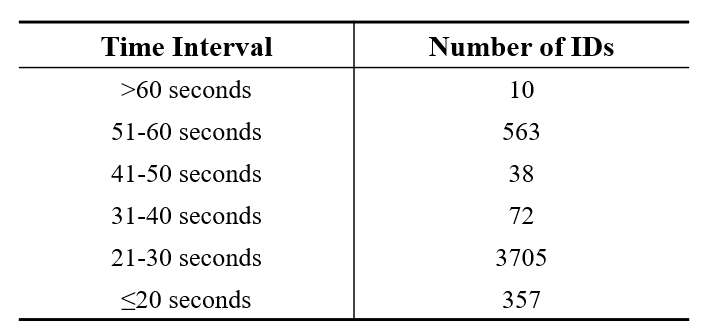 Time Interval Number of IDs
>60 seconds 10
51-60 seconds 563
41-50 seconds 38
31-40 seconds 72
21-30 seconds 3705
≤20 seconds 357